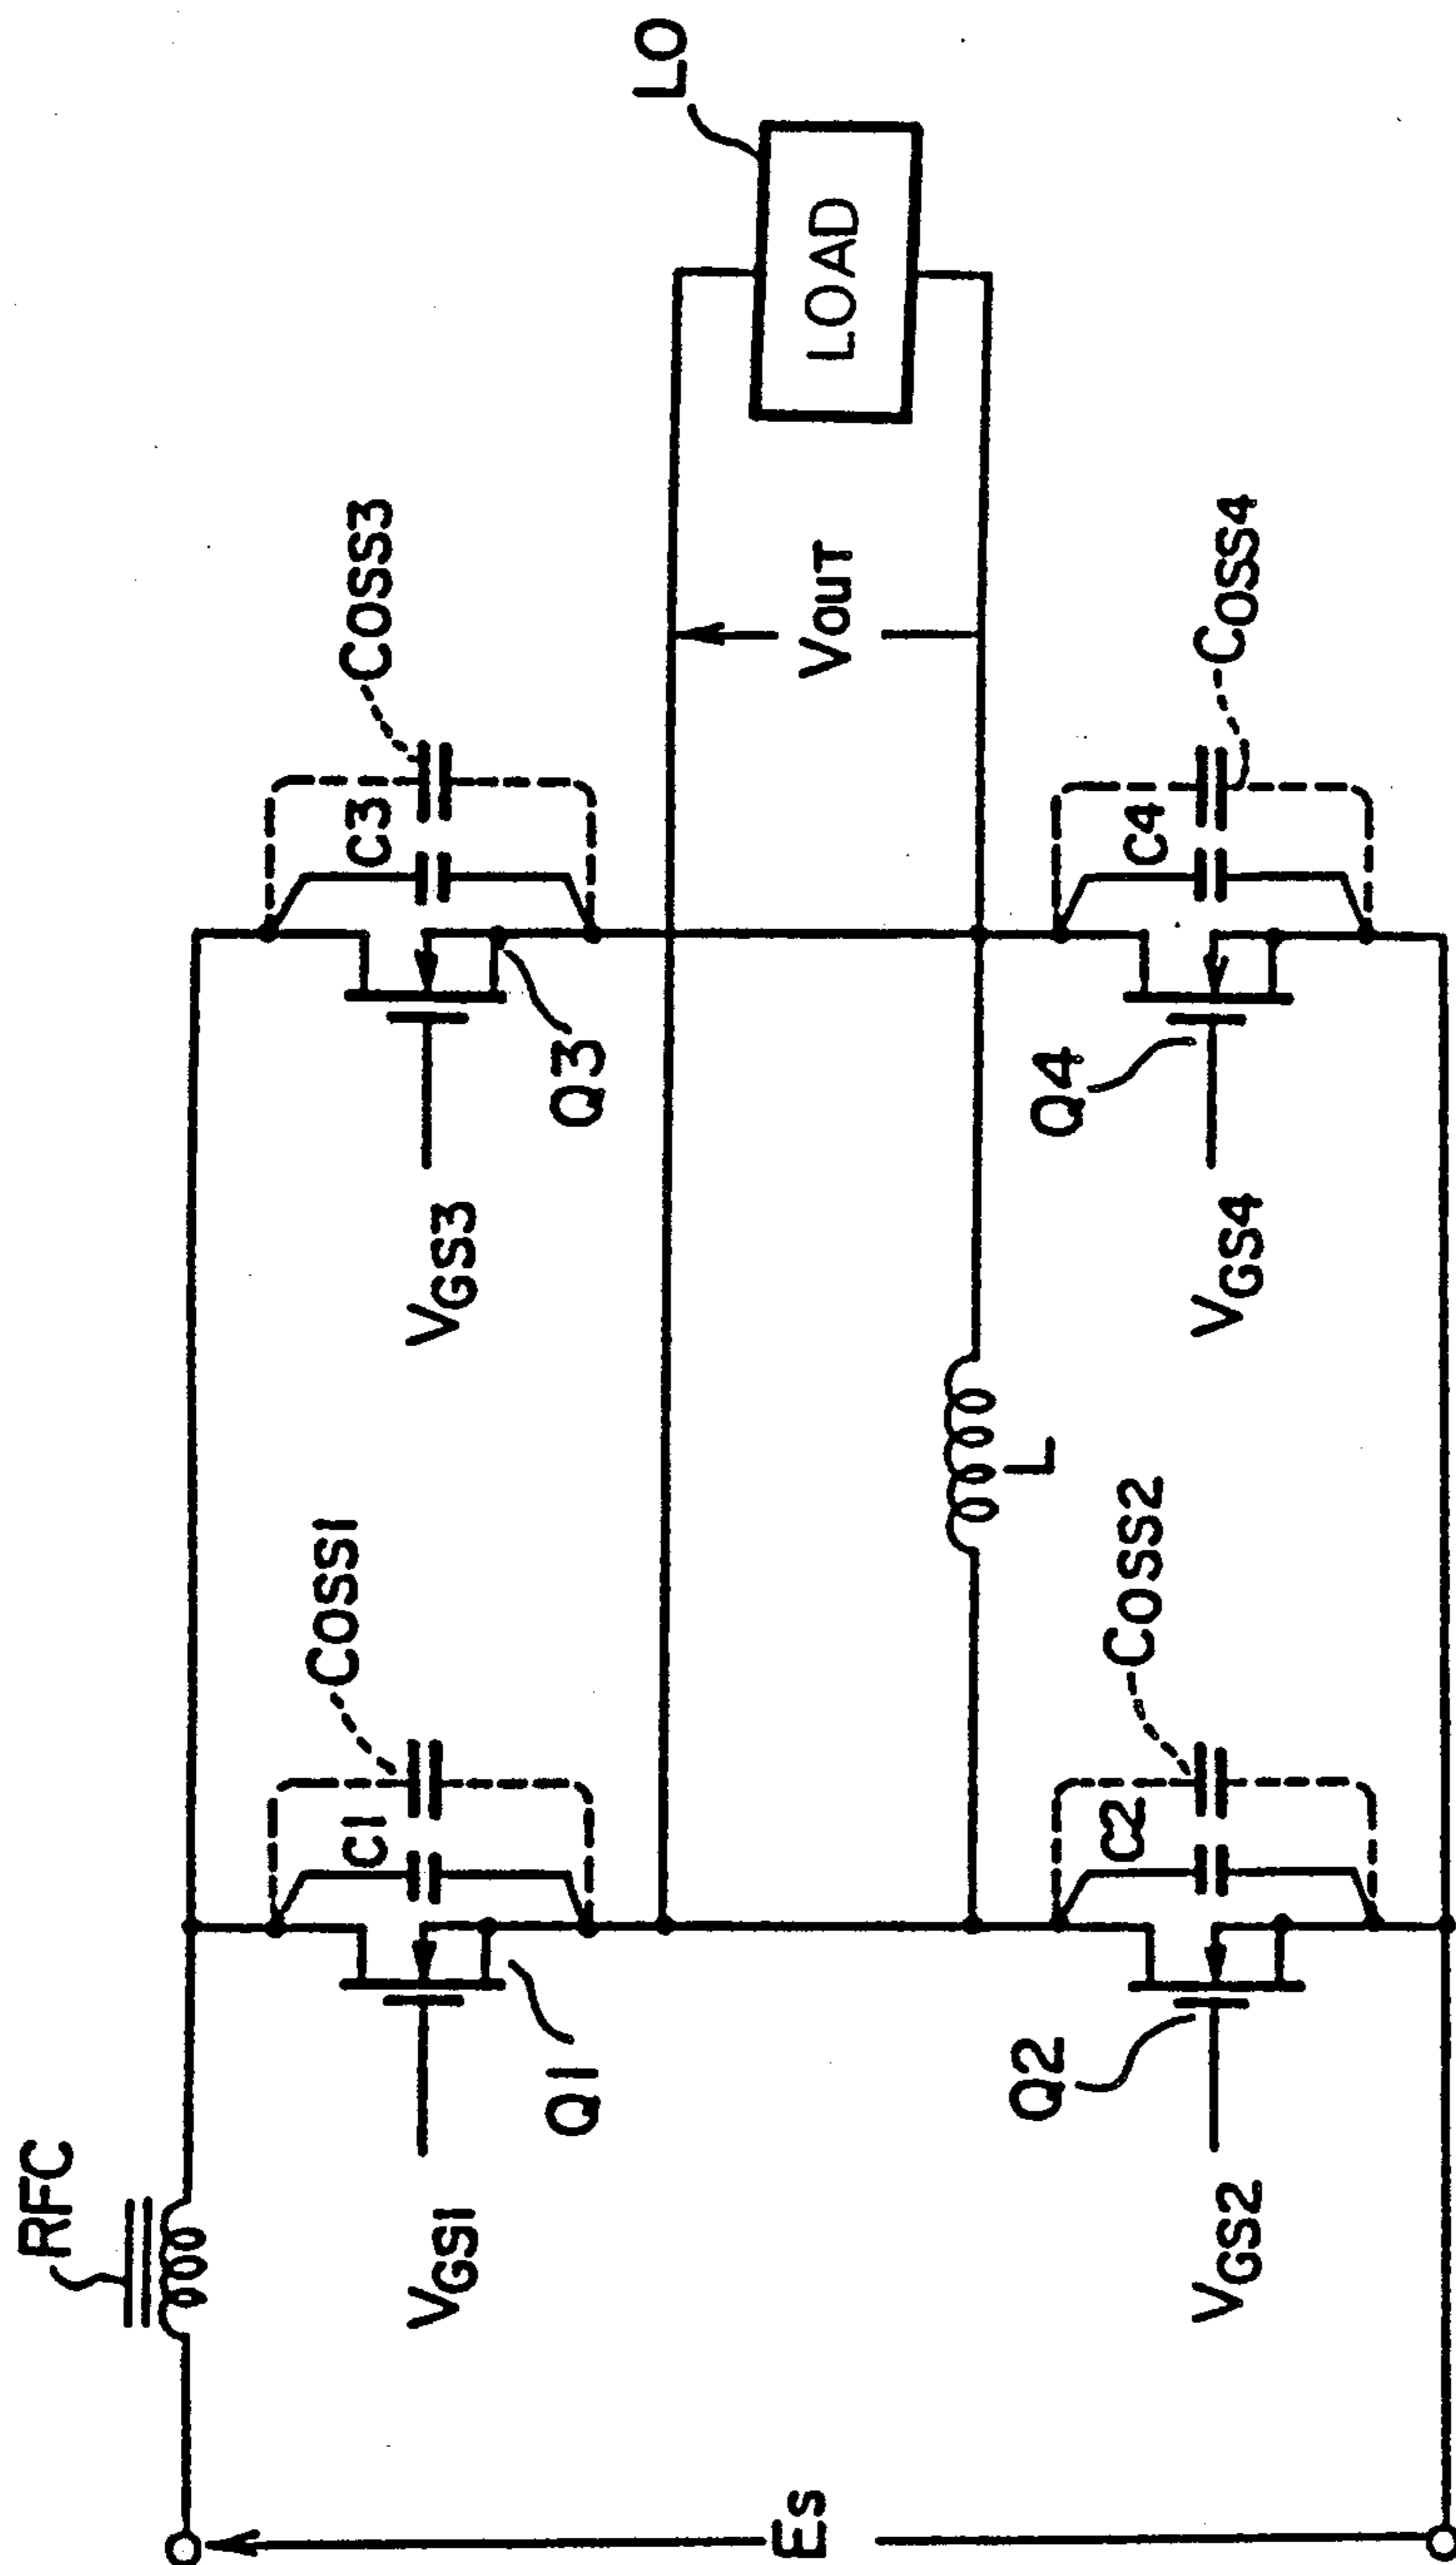 RFC
COSS1
COSS3
C1
C3
VGS1
Q1
VGS3
Q3
LO
LOAD
ES
VOUT
L
COSS2
COSS4
C2
C4
VGS2
Q2
VGS4
Q4